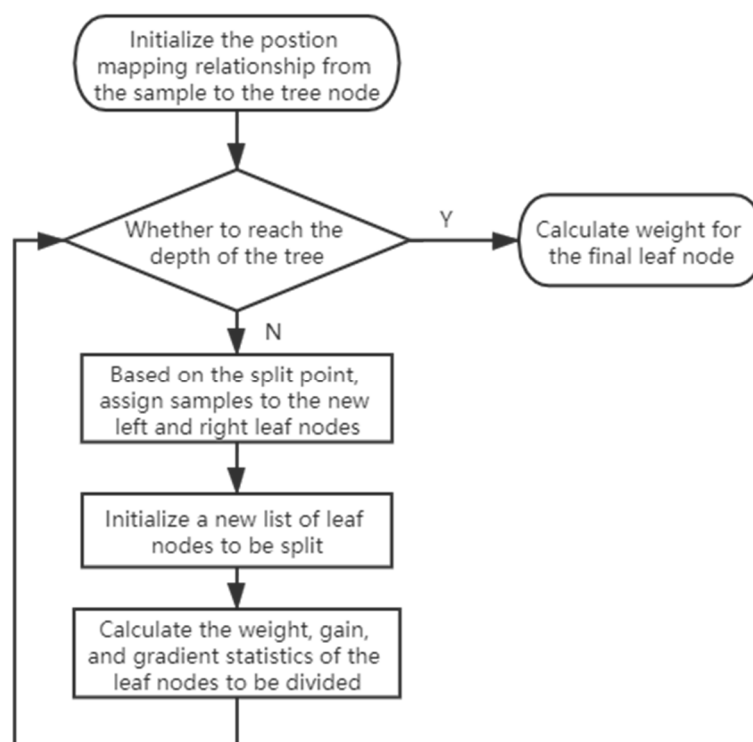 Initialize the postion
mapping relationship from
the sample to the tree node
Whether to reach the
depth of the tree
Y
Calculate weight for
the final leaf node
N
Based on the split point,
assign samples to the new
left and right leaf nodes
Initialize a new list of leaf
nodes to be split
Calculate the weight, gain,
and gradient statistics of the
leaf nodes to be divided